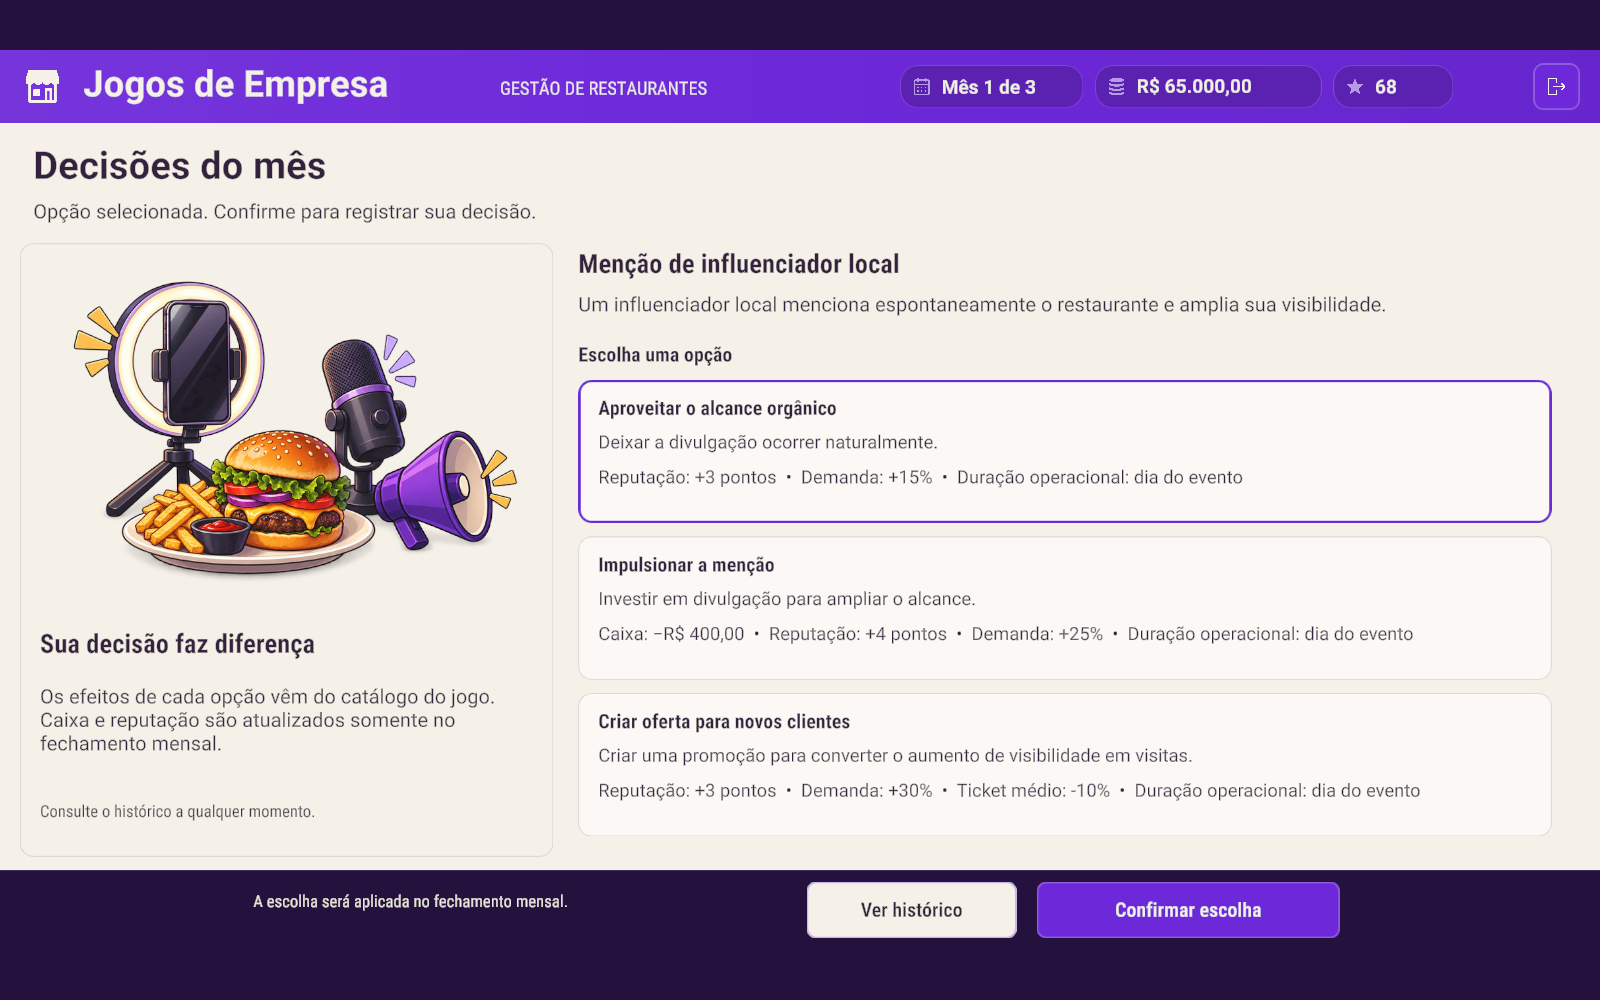 Jogos de Empresa
GESTÃO DE RESTAURANTES
Mês 1 de 3
R$ 65.000,00
68
Decisões do mês
Opção selecionada. Confirme para registrar sua decisão.
Sua decisão faz diferença
Os efeitos de cada opção vêm do catálogo do jogo.
Caixa e reputação são atualizados somente no
fechamento mensal.
Consulte o histórico a qualquer momento.
Menção de influenciador local
Um influenciador local menciona espontaneamente o restaurante e amplia sua visibilidade.
Escolha uma opção
Aproveitar o alcance orgânico
Deixar a divulgação ocorrer naturalmente.
Reputação: +3 pontos • Demanda: +15% • Duração operacional: dia do evento
Impulsionar a menção
Investir em divulgação para ampliar o alcance.
Caixa: −R$ 400,00 • Reputação: +4 pontos • Demanda: +25% • Duração operacional: dia do evento
Criar oferta para novos clientes
Criar uma promoção para converter o aumento de visibilidade em visitas.
Reputação: +3 pontos • Demanda: +30% • Ticket médio: -10% • Duração operacional: dia do evento
A escolha será aplicada no fechamento mensal.
Ver histórico
Confirmar escolha